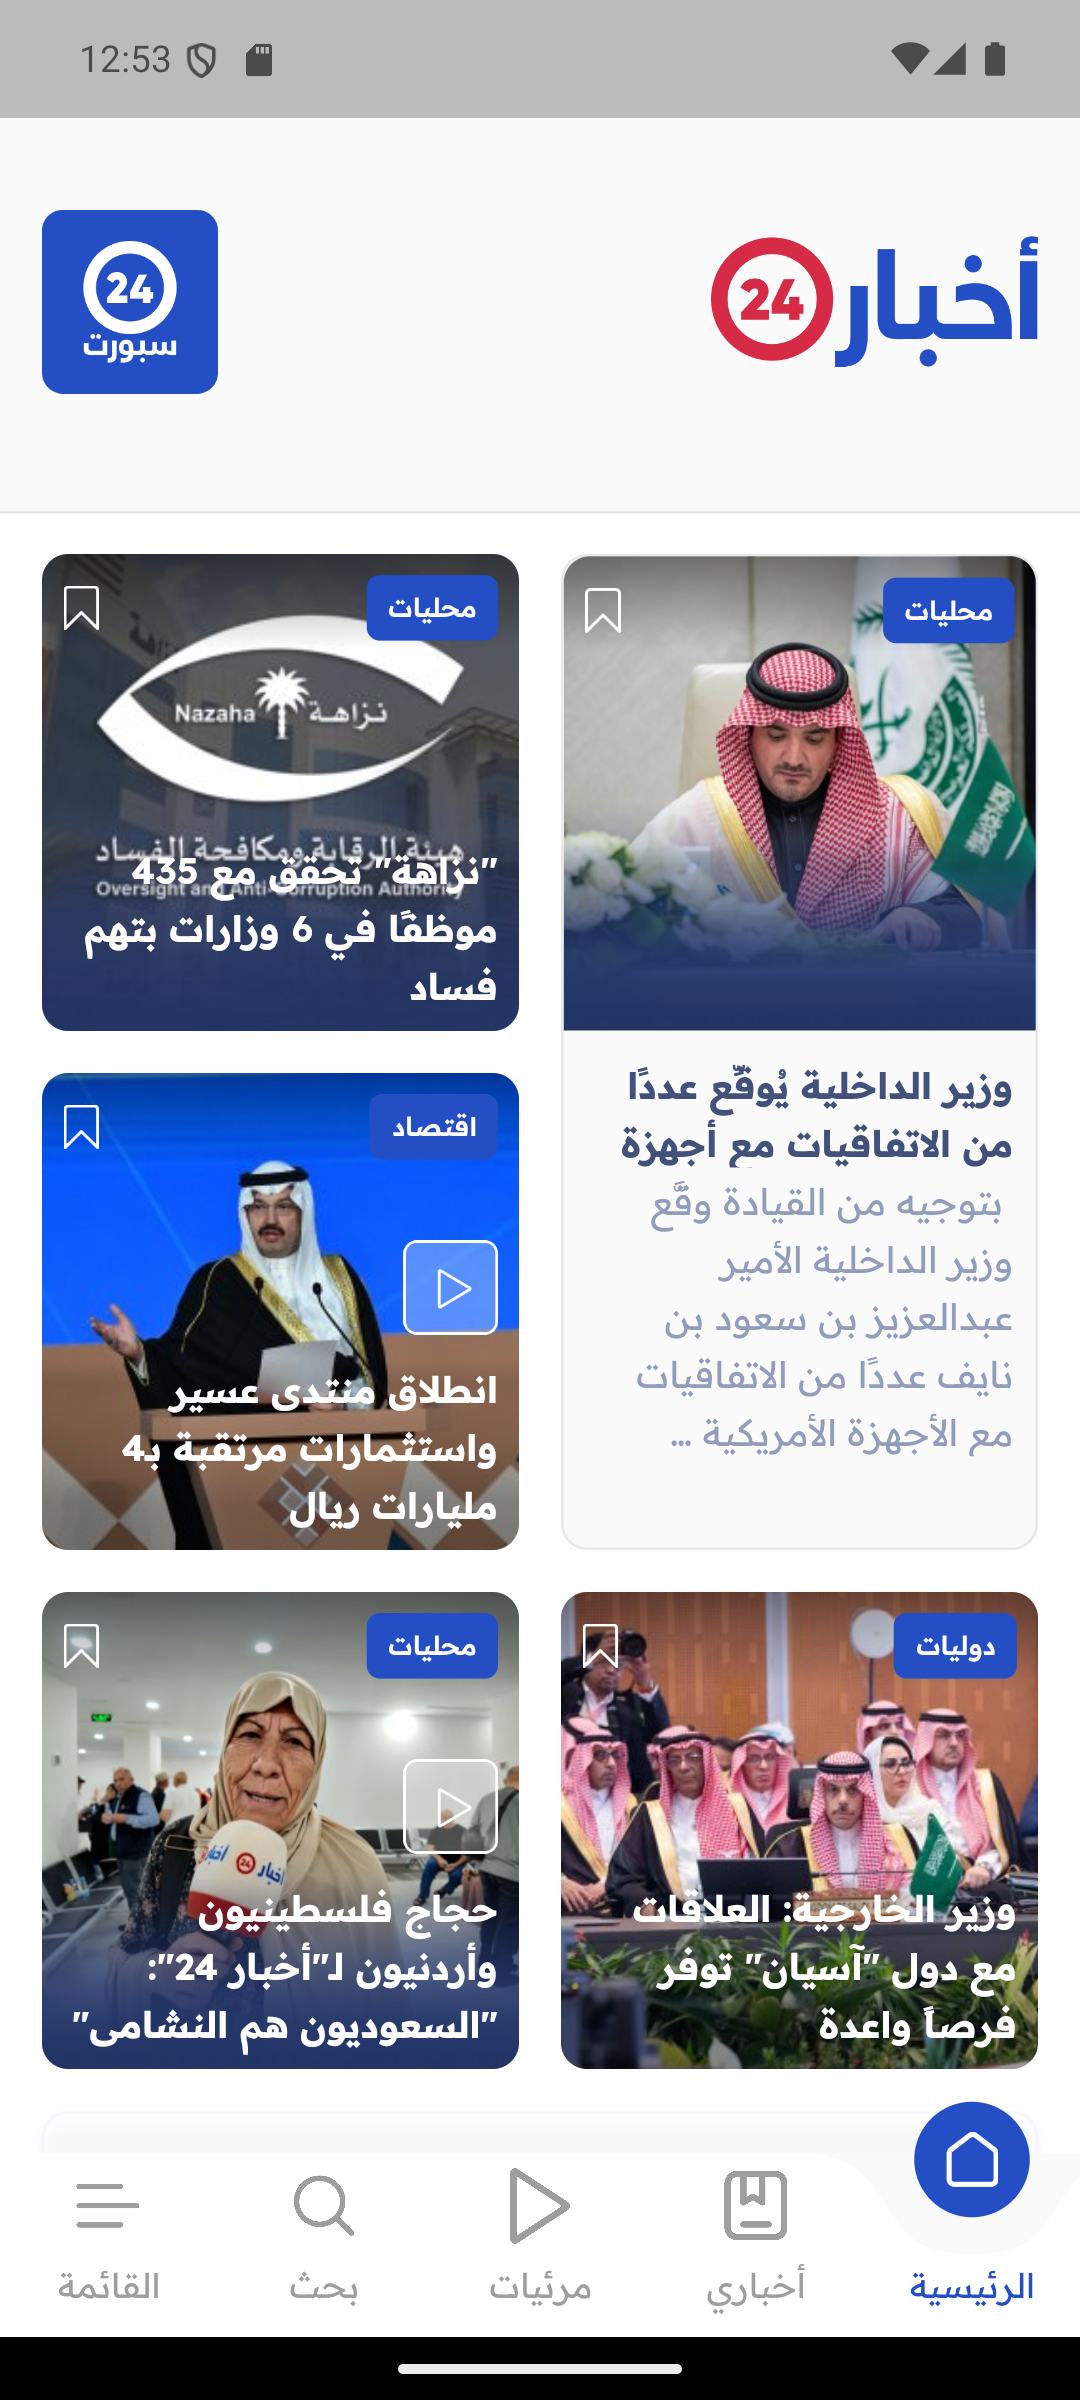 12:53
أخبار 24
24
سبورت
محليات
وزير الداخلية يُوقّع عددًا
من الاتفاقيات مع أجهزة
بتوجيه من القيادة وقَّع
وزير الداخلية الأمير
عبدالعزيز بن سعود بن
نايف عددًا من الاتفاقيات
مع الأجهزة الأمريكية ...
محليات
Nazaha نزاهة
هيئة الرقابة ومكافحة الفساد
Oversight and Anti-Corruption Authority
"نزاهة" تحقق مع 435
موظفًا في 6 وزارات بتهم
فساد
اقتصاد
انطلاق منتدى عسير
واستثمارات مرتقبة بـ4
مليارات ريال
دوليات
وزير الخارجية: العلاقات
مع دول "آسيان" توفر
فرصاً واعدة
محليات
أخبار 24
حجاج فلسطينيون
وأردنيون لـ"أخبار 24":
"السعوديون هم النشامى"
الرئيسية
أخباري
مرئيات
بحث
القائمة